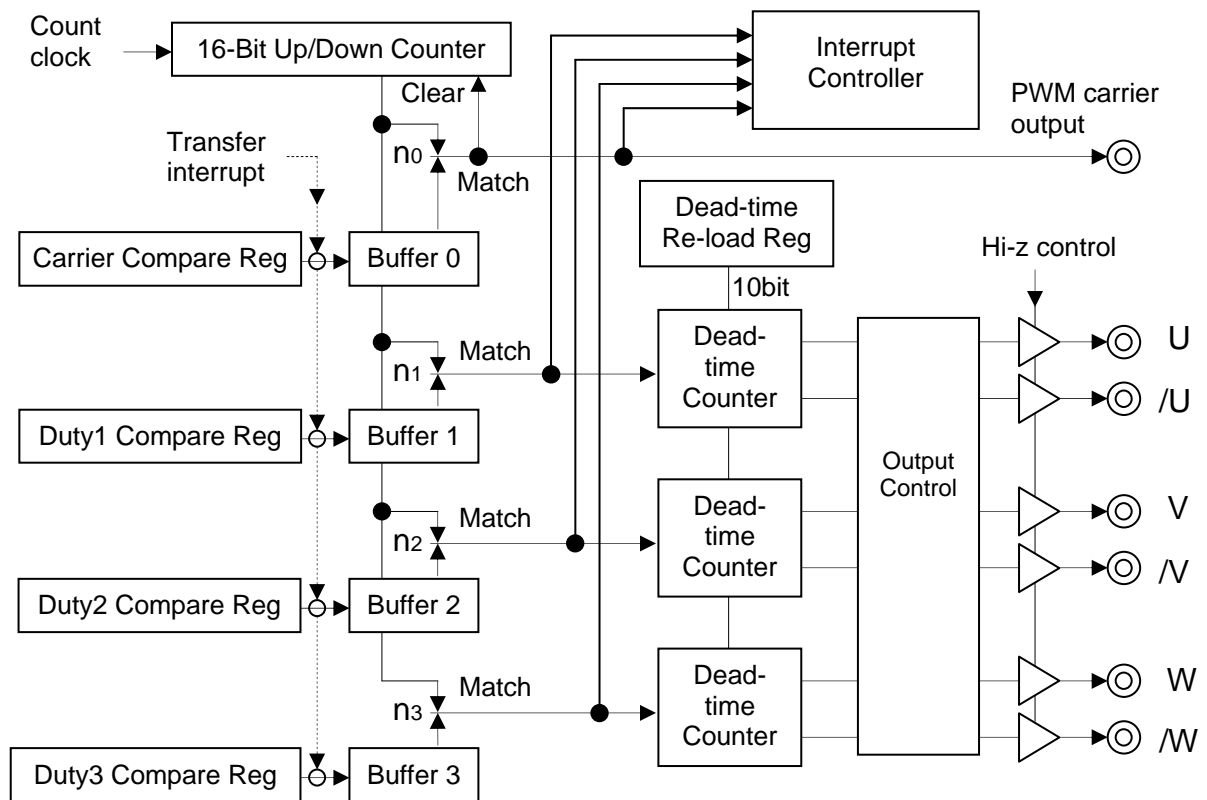 Count
clock
16-Bit Up/Down Counter
Clear
Interrupt
Controller
PWM carrier
output
Transfer
interrupt
n0
Match
Dead-time
Re-load Reg
Carrier Compare Reg
Buffer 0
Hi-z control
10bit
Match
n1
Dead-
time
Counter
U
/U
Duty1 Compare Reg
Buffer 1
Output
Control
Match
n2
Dead-
time
Counter
V
/V
Duty2 Compare Reg
Buffer 2
Match
n3
Dead-
time
Counter
W
/W
Duty3 Compare Reg
Buffer 3